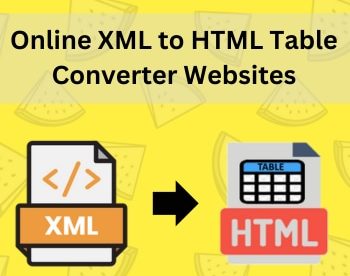 Online XML to HTML Table
Converter Websites
</>
XML
TABLE
HTML